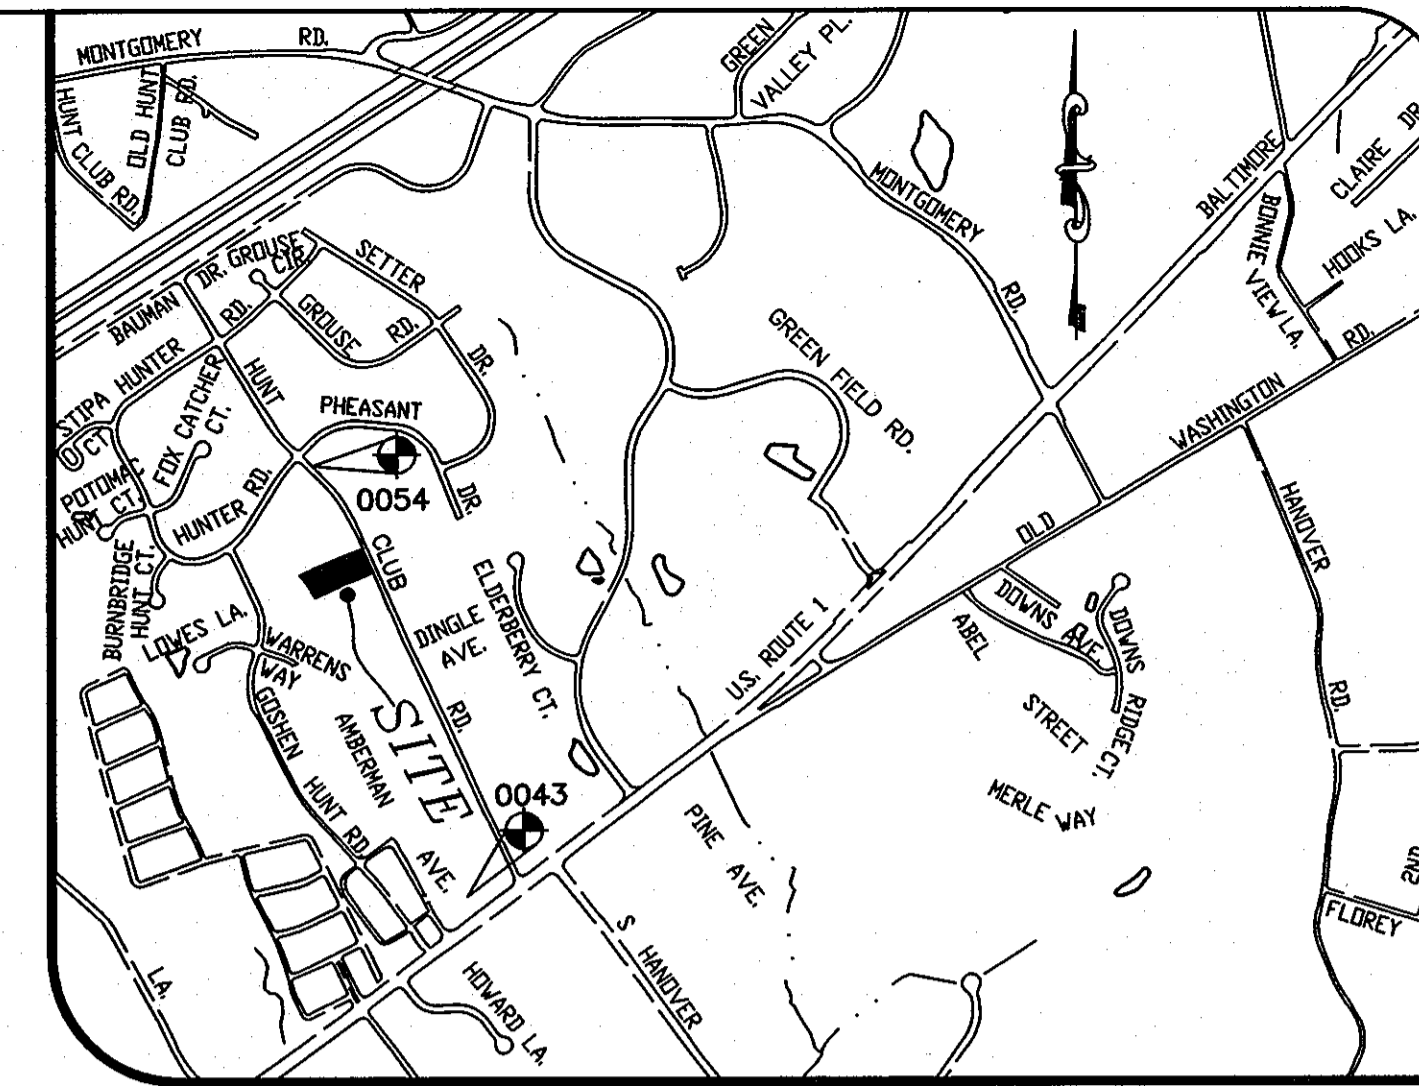 MONTGOMERY RD.
HUNT CLUB RD.
OLD HUNT
CLUB RD.
GREEN
VALLEY PL.
MONTGOMERY RD.
BALTIMORE
CLAIRE DR
BONNIE
VIEW LA.
HOOKS LA.
BAUMAN DR.
GROUSE
CIR.
SETTER DR.
STIPA
CT.
HUNTER RD.
GROUSE RD.
HUNT CLUB RD.
FOX CATCHER
CT.
PHEASANT DR.
0054
POTOMAC
HUNT CT.
HUNTER RD.
BURNBRIDGE
HUNT CT.
GREEN FIELD RD.
OLD WASHINGTON RD.
HANOVER RD.
LOWES LA.
WARRENS
WAY
GOSHEN HUNT RD.
DINGLE
AVE.
ELDERBERRY CT.
AMBERMAN AVE.
SITE
0043
U.S. ROUTE 1
DOWNS AVE.
ABEL
STREET
DOWNS RIDGE CT.
MERLE WAY
PINE AVE.
S HANOVER
HOWARD LA.
LA.
2ND
FLOREY